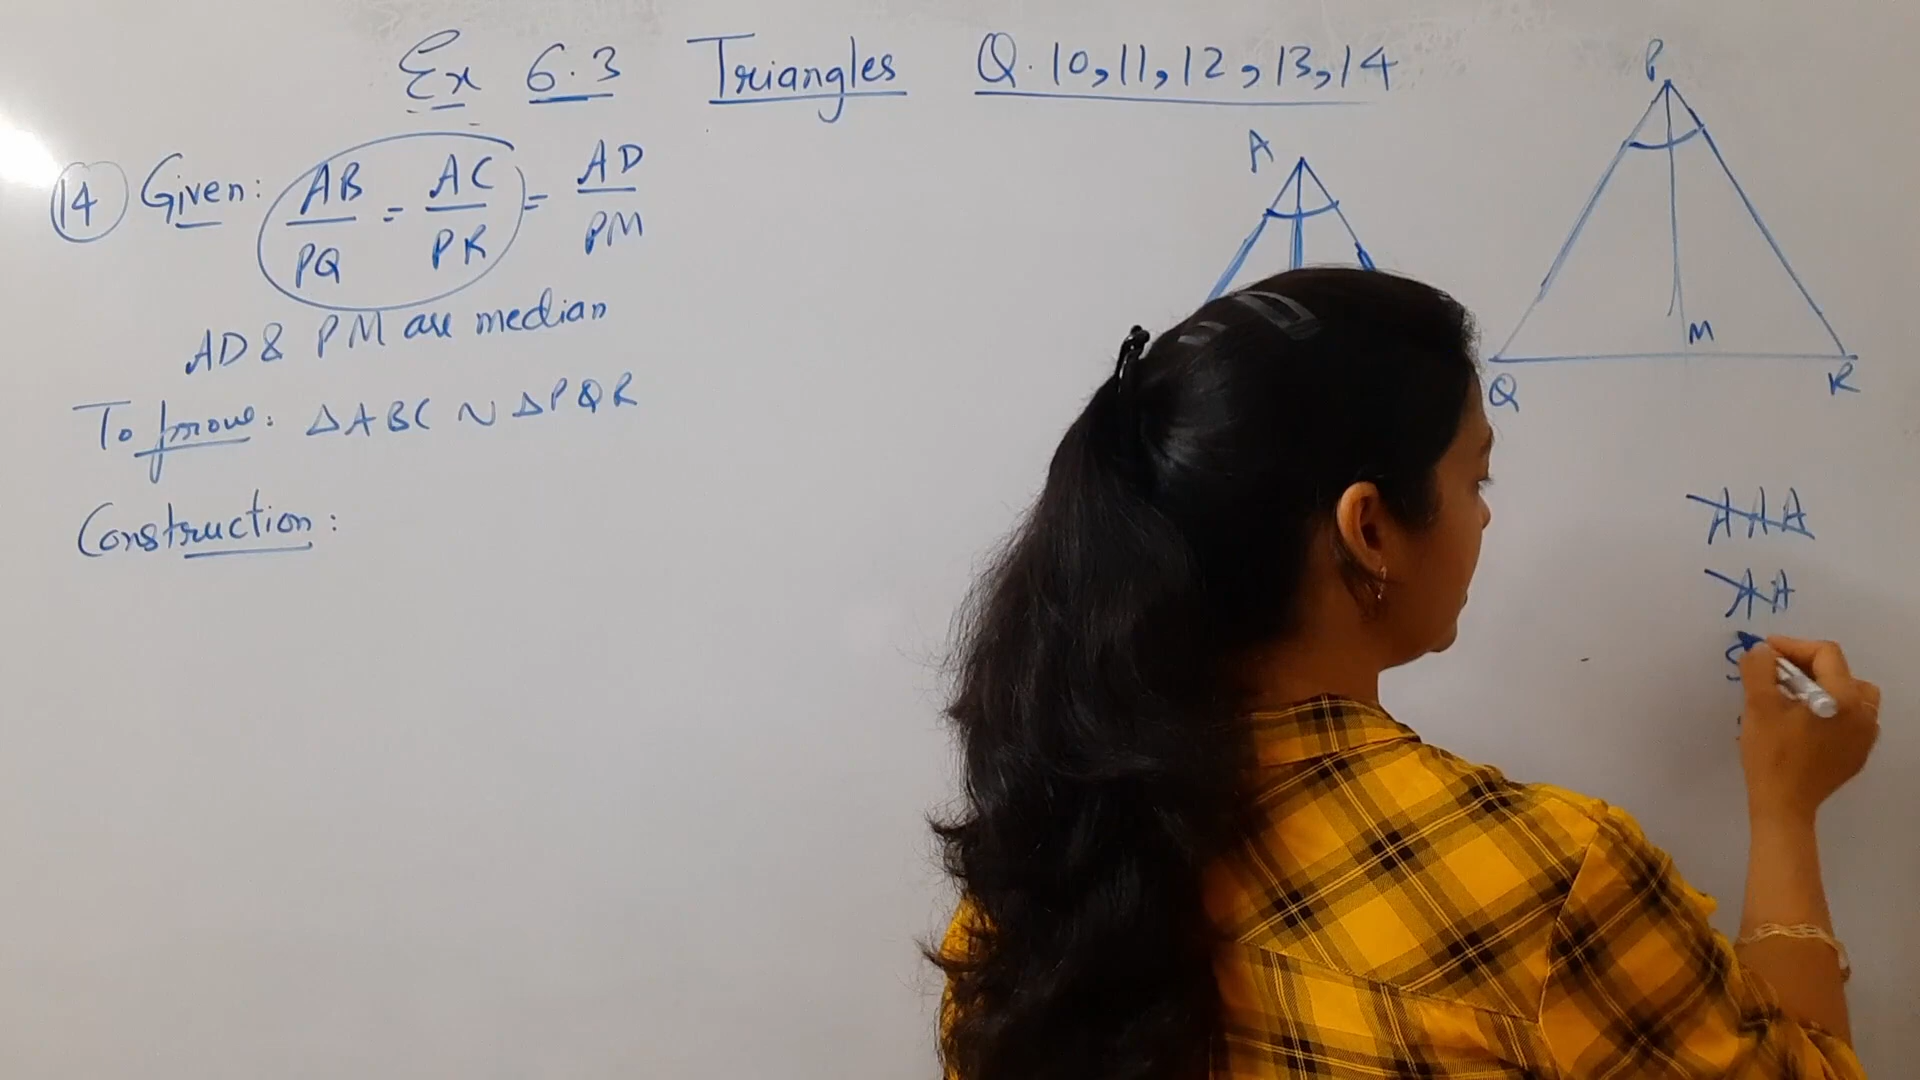 Ex 6.3 Triangles Q. 10, 11, 12, 13, 14
14 Given: AB/PQ = AC/PR = AD/PM
AD & PM are median
To prove: ΔABC ~ ΔPQR
Construction:
A
P
M
Q
R
AAA
AA
S